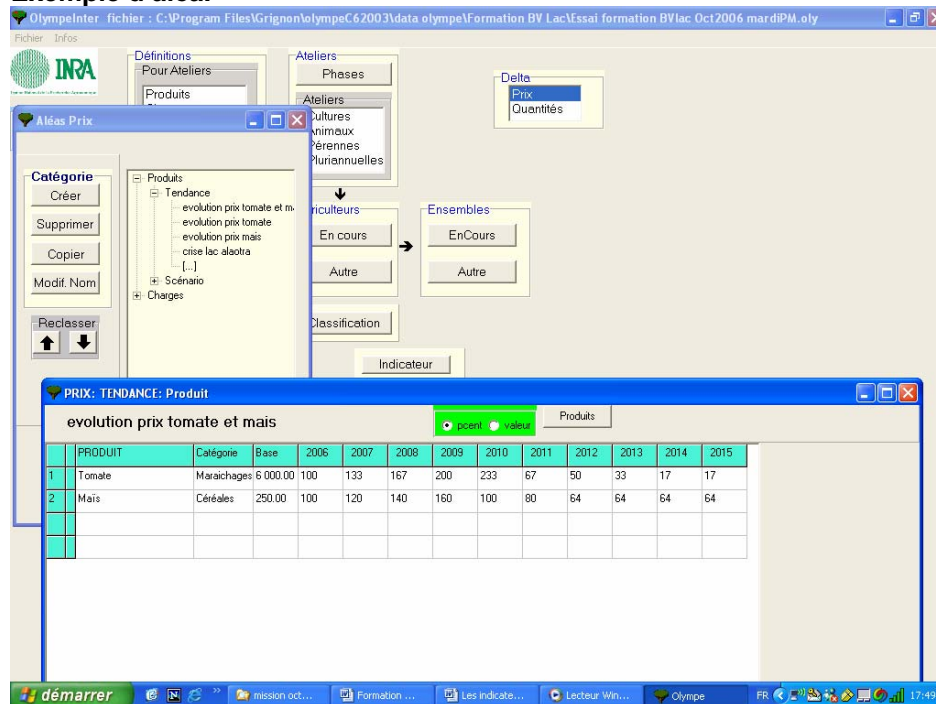 Exemple d'aléa:
OlympeInter fichier : C:\Program Files\Grignon\olympeC62003\data olympe\Formation BV Lac\Essai formation BVlac Oct2006 mardiPM.oly
Fichier Infos
INRA
Définitions
Pour Ateliers
Produits
Ateliers
Phases
Ateliers
Cultures
Animaux
Pérennes
Pluriannuelles
Delta
Prix
Quantités
Aléas Prix
Catégorie
Créer
Supprimer
Copier
Modif. Nom
Reclasser
Produits
Tendance
evolution prix tomate et m
evolution prix tomate
evolution prix mais
crise lac alaotra
[...]
Scénario
Charges
riculteurs
En cours
Autre
Ensembles
EnCours
Autre
Classification
Indicateur
PRIX: TENDANCE: Produit
evolution prix tomate et mais
pcent valeur
Produits
PRODUIT Catégorie Base 2006 2007 2008 2009 2010 2011 2012 2013 2014 2015
1 Tomate Maraichages 6 000.00 100 133 167 200 233 67 50 33 17 17
2 Maïs Céréales 250.00 100 120 140 160 100 80 64 64 64 64
démarrer mission oct... Formation ... Les indicate... Lecteur Win... Olympe FR 17:49